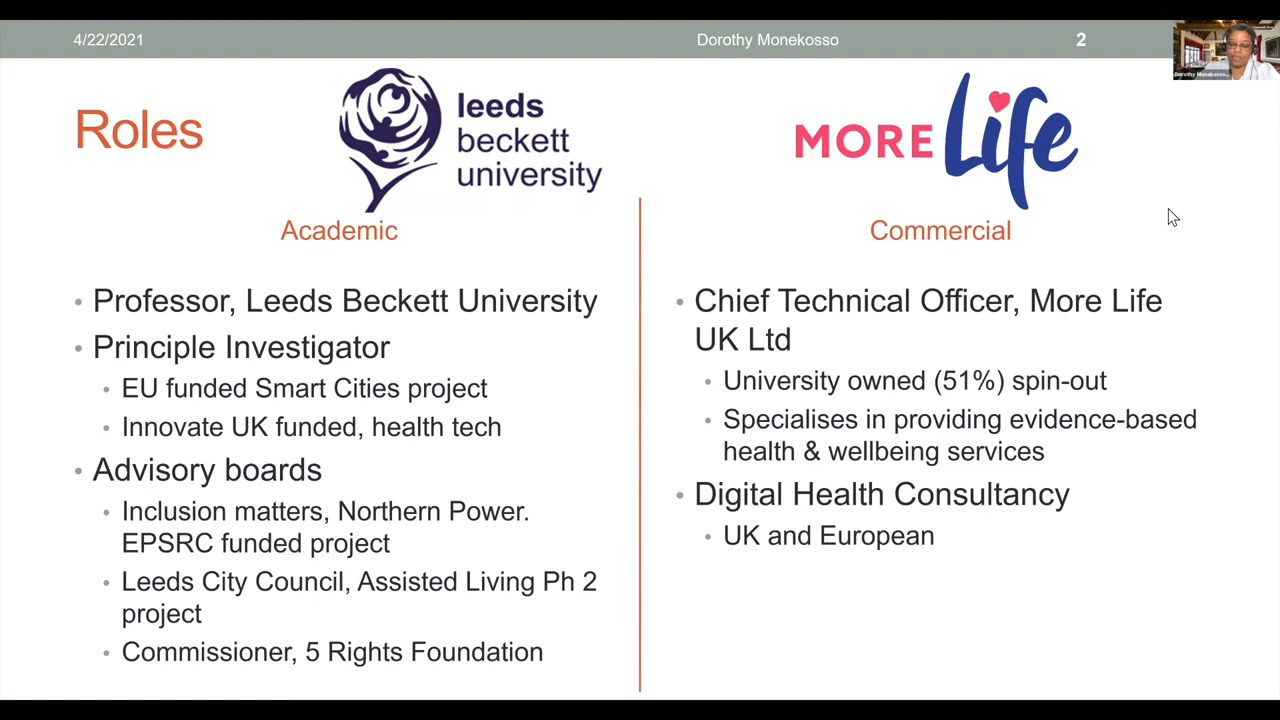 4/22/2021
Dorothy Monekosso
2
Dorothy Monekosso...
Roles
leeds
beckett
university
MORE Life
Academic
• Professor, Leeds Beckett University
• Principle Investigator
• EU funded Smart Cities project
• Innovate UK funded, health tech
• Advisory boards
• Inclusion matters, Northern Power.
EPSRC funded project
• Leeds City Council, Assisted Living Ph 2
project
• Commissioner, 5 Rights Foundation
Commercial
• Chief Technical Officer, More Life
UK Ltd
• University owned (51%) spin-out
• Specialises in providing evidence-based
health & wellbeing services
• Digital Health Consultancy
• UK and European